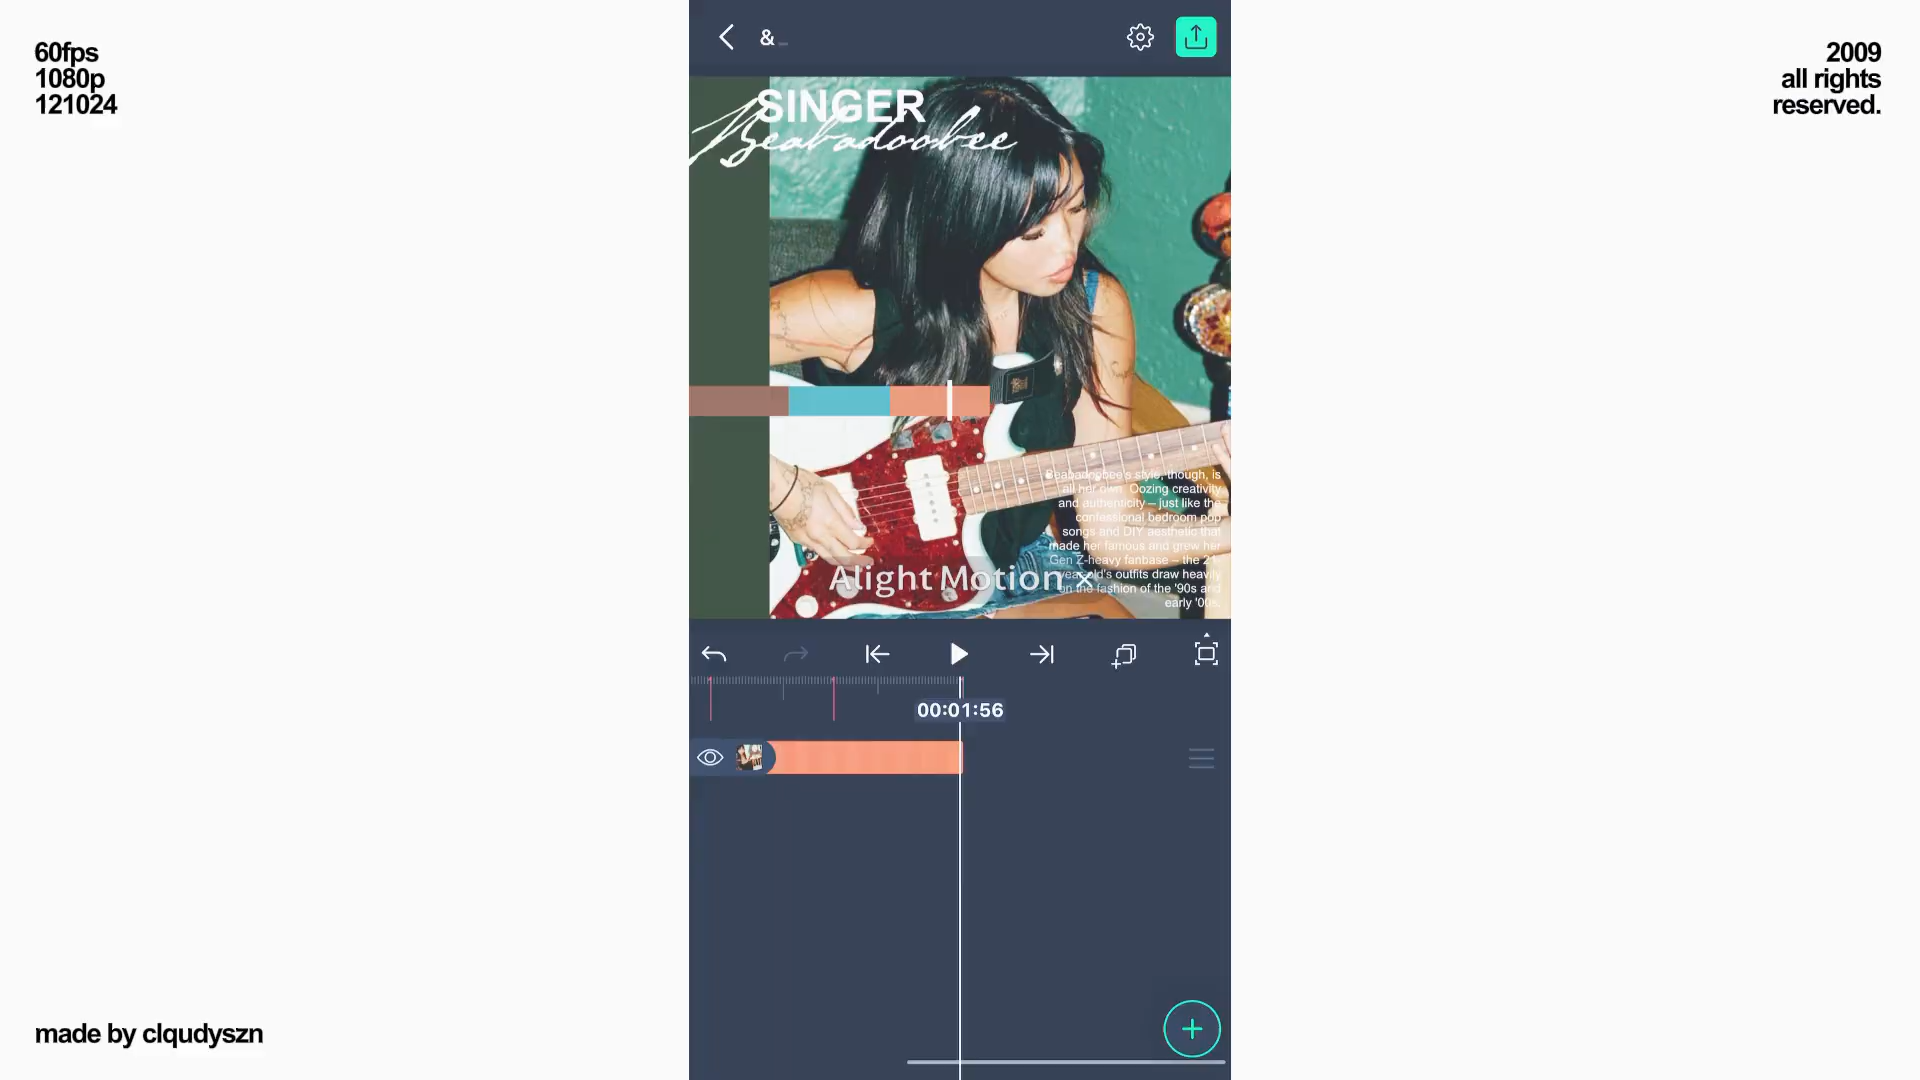 60fps
1080p
121024
2009
all rights
reserved.
&_
SINGER
Beabadoobee
Beabadoobee's style, though, is
all her own. Oozing creativity
and authenticity – just like the
confessional bedroom pop
songs and DIY aesthetic that
made her famous and grew her
Gen Z-heavy fanbase – the 21-
year-old's outfits draw heavily
on the fashion of the '90s and
early '00s.
Alight Motion
00:01:56
made by clqudyszn